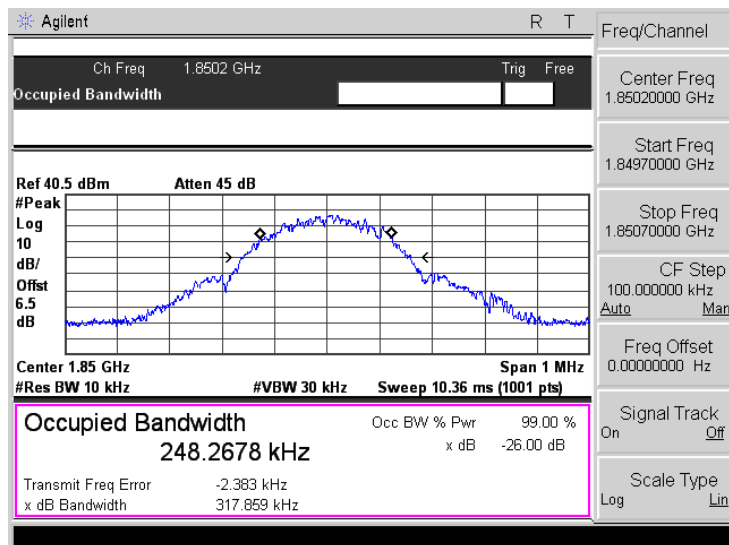 Agilent R T
Ch Freq 1.8502 GHz Trig Free
Occupied Bandwidth
Ref 40.5 dBm Atten 45 dB
#Peak
Log
10
dB/
Offst
6.5
dB
Center 1.85 GHz Span 1 MHz
#Res BW 10 kHz #VBW 30 kHz Sweep 10.36 ms (1001 pts)
Occupied Bandwidth
248.2678 kHz
Occ BW % Pwr 99.00 %
x dB -26.00 dB
Transmit Freq Error -2.383 kHz
x dB Bandwidth 317.859 kHz
Freq/Channel
Center Freq
1.85020000 GHz
Start Freq
1.84970000 GHz
Stop Freq
1.85070000 GHz
CF Step
100.000000 kHz
Auto Man
Freq Offset
0.00000000 Hz
Signal Track
On Off
Scale Type
Log Lin